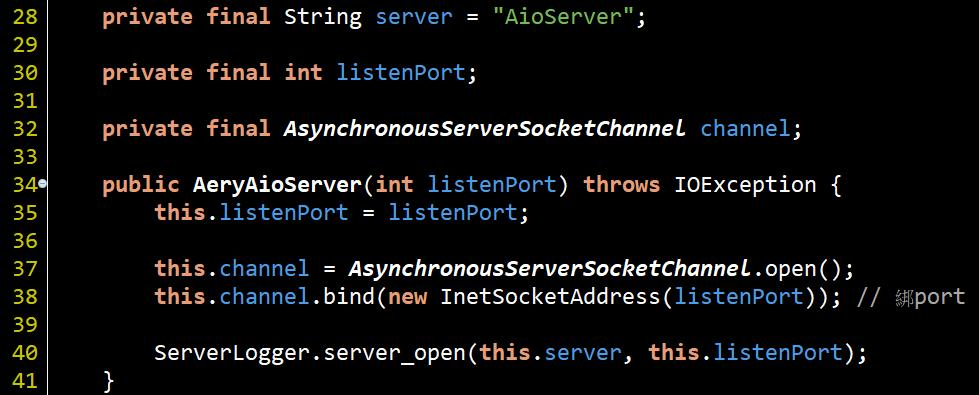 28 private final String server = "AioServer";
29
30 private final int listenPort;
31
32 private final AsynchronousServerSocketChannel channel;
33
34 public AeryAioServer(int listenPort) throws IOException {
35 this.listenPort = listenPort;
36
37 this.channel = AsynchronousServerSocketChannel.open();
38 this.channel.bind(new InetSocketAddress(listenPort)); // 綁port
39
40 ServerLogger.server_open(this.server, this.listenPort);
41 }